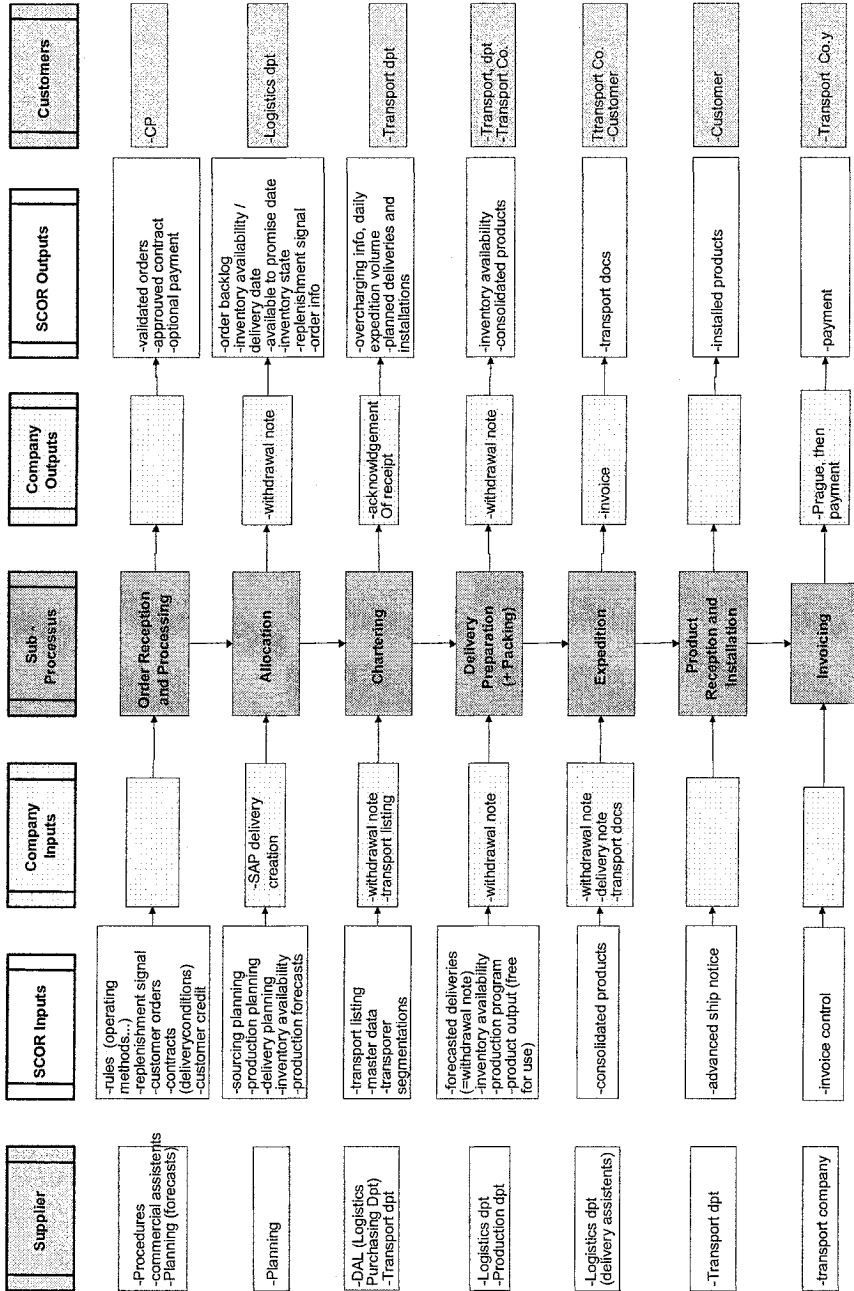 Supplier
SCOR Inputs
Company
Inputs
Sub -
Processus
Company
Outputs
SCOR Outputs
Customers
-Procedures
-commercial assistents
-Planning (forecasts)
-rules (operating
methods...)
-replenishment signal
-customer orders
-contracts
(deliveryconditions)
-customer credit
Order Reception
and Processing
-validated orders
-approuved contract
-optional payment
-CP
-Planning
-sourcing planning
-production planning
-delivery planning
-inventory availability
-production forecasts
-SAP delivery
creation
Allocation
-withdrawal note
-order backlog
-inventory availability /
delivery date
-available to promise date
-inventory state
-replenishment signal
-order info
-Logistics dpt
-DAL (Logistics
Purchasing Dpt)
-Transport dpt
-transport listing
-master data
-transporer
segmentations
-withdrawal note
-transport listing
Chartering
-acknowldgement
Of receipt
-overcharging info, daily
expedition volume
-planned deliveries and
installations
-Transport dpt
-Logistics dpt
-Production dpt
-forecasted deliveries
(=withdrawal note)
-inventory availability
-production program
-product output (free
for use)
-withdrawal note
Delivery
Preparation
(+ Packing)
-withdrawal note
-inventory availability
-consolidated products
-Transport, dpt
-Transport Co.
-Logistics dpt
(delivery assistents)
-consolidated products
-withdrawal note
-delivery note
-transport docs
Expedition
-invoice
-transport docs
Ttransport Co.
-Customer
-Transport dpt
-advanced ship notice
Product
Reception and
Installation
-installed products
-Customer
-transport company
-invoice control
Invoicing
-Prague, then
payment
-payment
-Transport Co.y